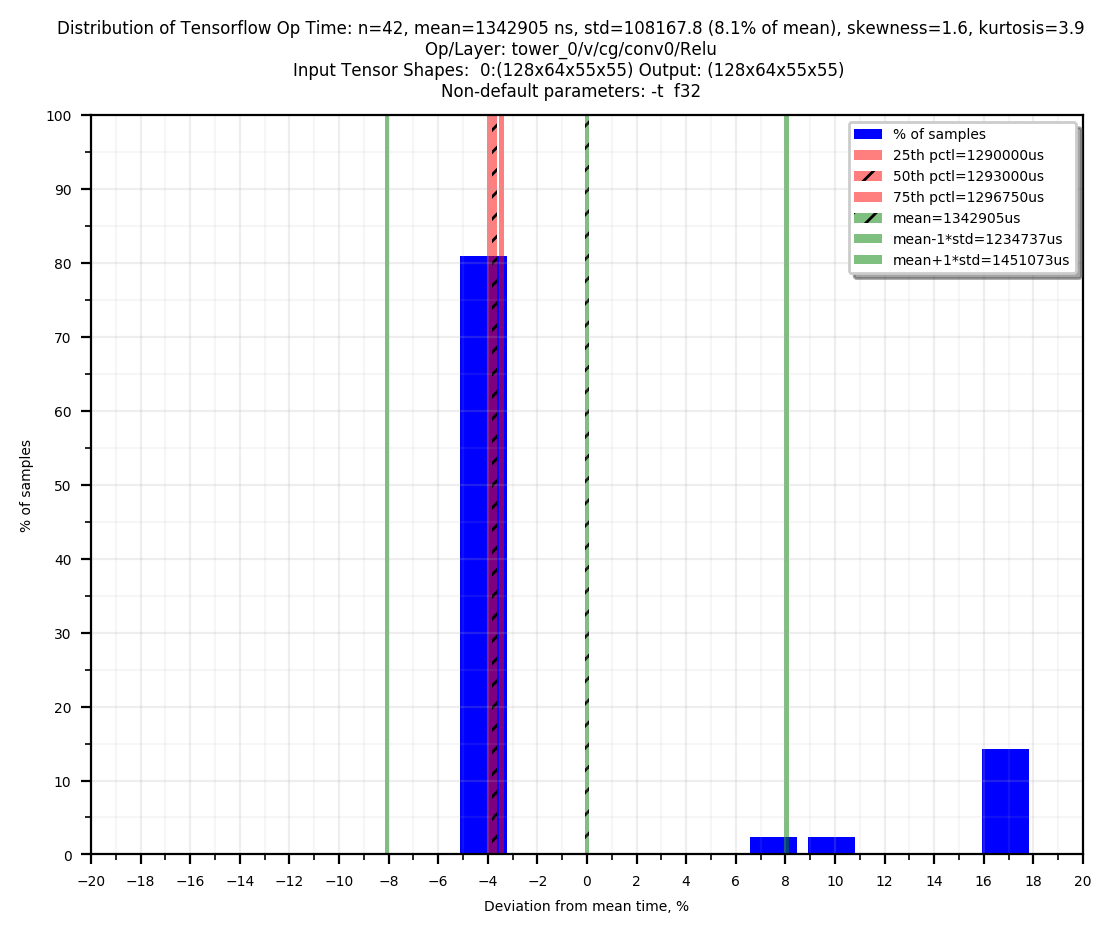 Distribution of Tensorflow Op Time: n=42, mean=1342905 ns, std=108167.8 (8.1% of mean), skewness=1.6, kurtosis=3.9
Op/Layer: tower_0/v/cg/conv0/Relu
Input Tensor Shapes:  0:(128x64x55x55) Output: (128x64x55x55)
Non-default parameters: -t  f32
100
90
80
70
60
50
40
30
20
10
0
% of samples
% of samples
25th pctl=1290000us
50th pctl=1293000us
75th pctl=1296750us
mean=1342905us
mean-1*std=1234737us
mean+1*std=1451073us
−20 −18 −16 −14 −12 −10 −8 −6 −4 −2 0 2 4 6 8 10 12 14 16 18 20
Deviation from mean time, %